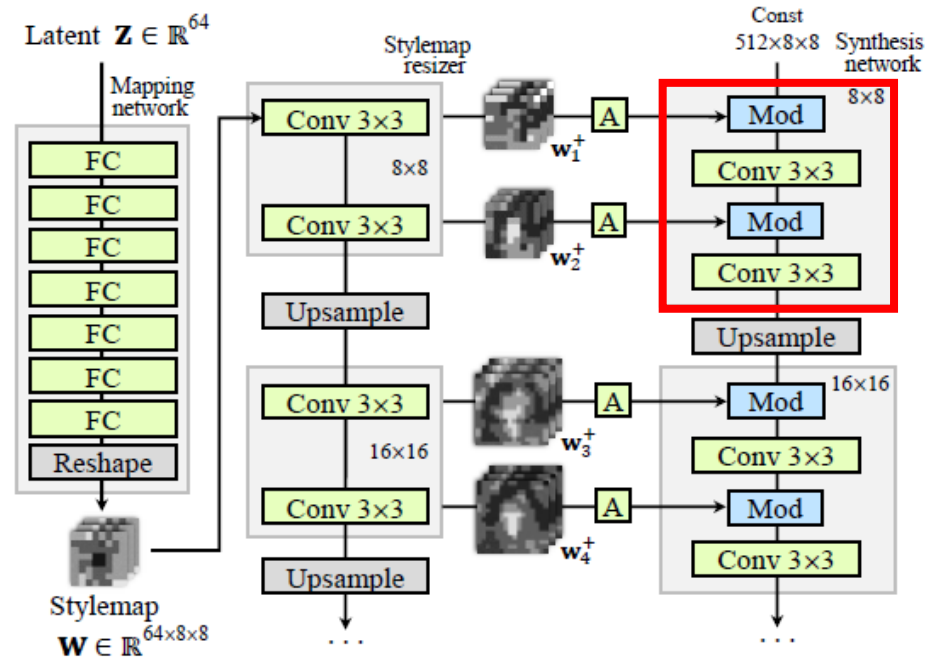 Latent Z ∈ ℝ^64
Mapping
network
FC
FC
FC
FC
FC
FC
FC
Reshape
Stylemap
W ∈ ℝ^64×8×8
Stylemap
resizer
Conv 3×3
8×8
Conv 3×3
Upsample
Conv 3×3
16×16
Conv 3×3
Upsample
. . .
w₁⁺
A
w₂⁺
A
w₃⁺
A
w₄⁺
A
Const
512×8×8
Synthesis
network
8×8
Mod
Conv 3×3
Mod
Conv 3×3
Upsample
16×16
Mod
Conv 3×3
Mod
Conv 3×3
. . .